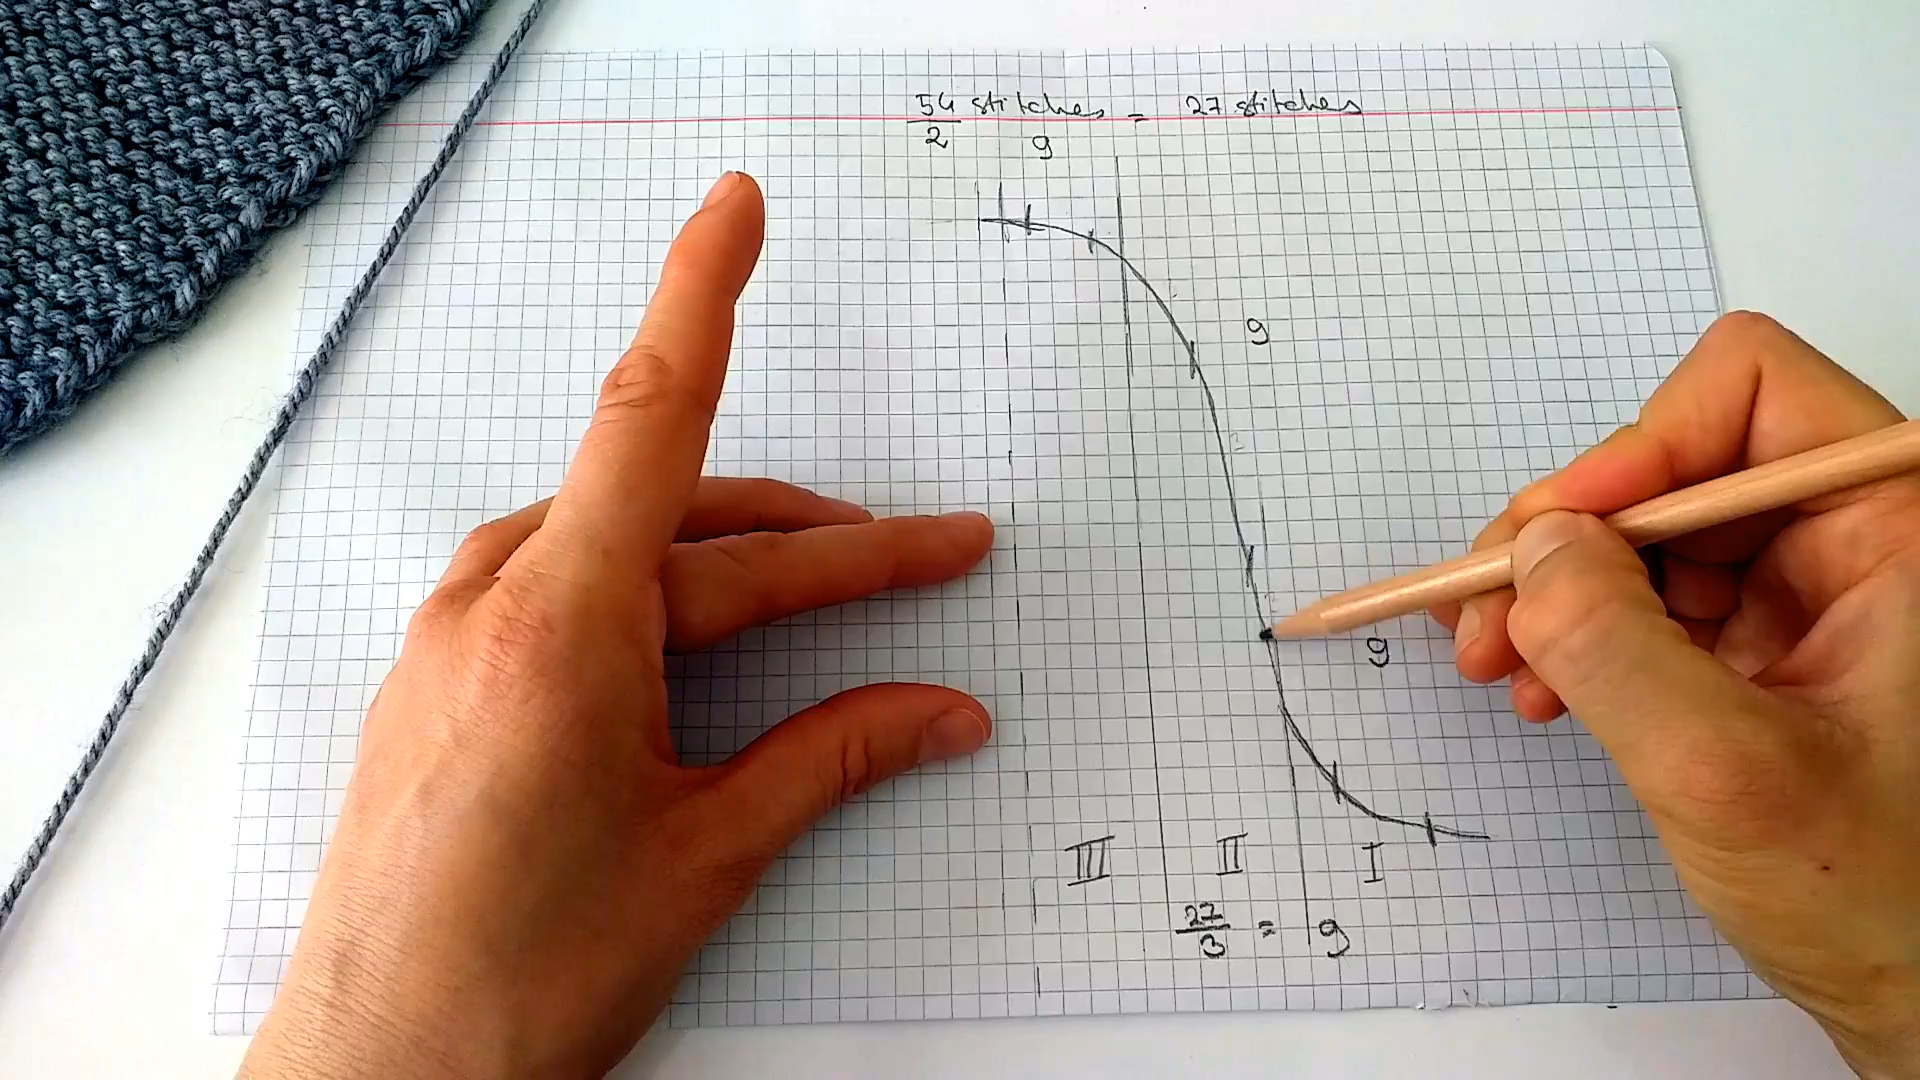 54 stitches = 27 stitches
2
9
9
9
III II I
27 = 9
3